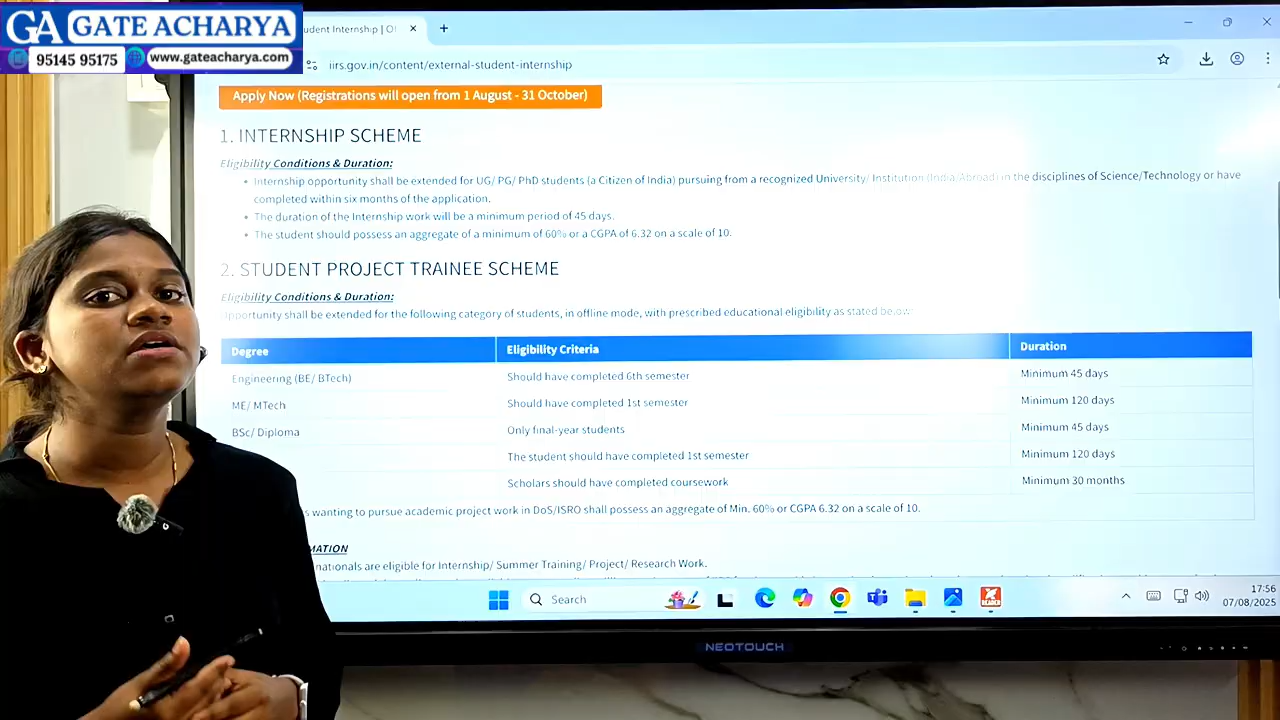 GA GATE ACHARYA
95145 95175 www.gateacharya.com
udent Internship | O
iirs.gov.in/content/external-student-internship
Apply Now (Registrations will open from 1 August - 31 October)
1. INTERNSHIP SCHEME
Eligibility Conditions & Duration:
• Internship opportunity shall be extended for UG/ PG/ PhD students (a Citizen of India) pursuing from a recognized University/ Institution (India/Abroad) in the disciplines of Science/Technology or have
completed within six months of the application.
• The duration of the Internship work will be a minimum period of 45 days.
• The student should possess an aggregate of a minimum of 60% or a CGPA of 6.32 on a scale of 10.
2. STUDENT PROJECT TRAINEE SCHEME
Eligibility Conditions & Duration:
Opportunity shall be extended for the following category of students, in offline mode, with prescribed educational eligibility as stated below:
Degree Eligibility Criteria Duration
Engineering (BE/ BTech) Should have completed 6th semester Minimum 45 days
ME/ MTech Should have completed 1st semester Minimum 120 days
BSc/ Diploma Only final-year students Minimum 45 days
The student should have completed 1st semester Minimum 120 days
Scholars should have completed coursework Minimum 30 months
s wanting to pursue academic project work in DoS/ISRO shall possess an aggregate of Min. 60% or CGPA 6.32 on a scale of 10.
MATION
nationals are eligible for Internship/ Summer Training/ Project/ Research Work.
Search
READER
17:56
07/08/2025
NEOTOUCH